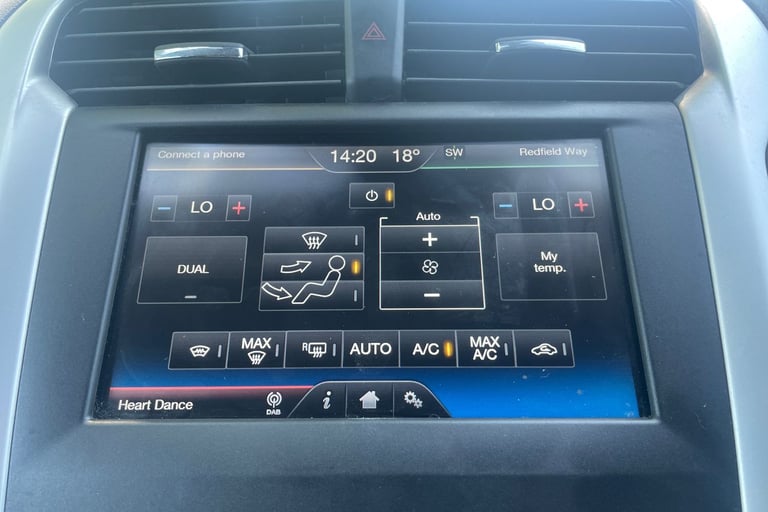 Connect a phone
14:20 18°
SW
Redfield Way
− LO +
− LO +
Auto
+
−
DUAL
My
temp.
MAX
R
AUTO
A/C
MAX
A/C
Heart Dance
DAB
i